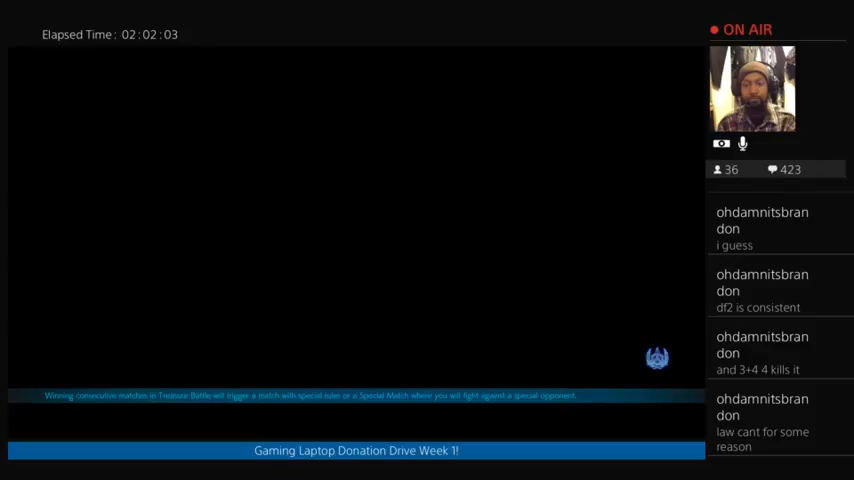 Elapsed Time: 02:02:03
ON AIR
36
423
ohdamnitsbran
don
i guess
ohdamnitsbran
don
df2 is consistent
ohdamnitsbran
don
and 3+4 4 kills it
ohdamnitsbran
don
law cant for some
reason
Winning consecutive matches in Treasure Battle will trigger a match with special rules or a Special Match where you will fight against a special opponent.
Gaming Laptop Donation Drive Week 1!